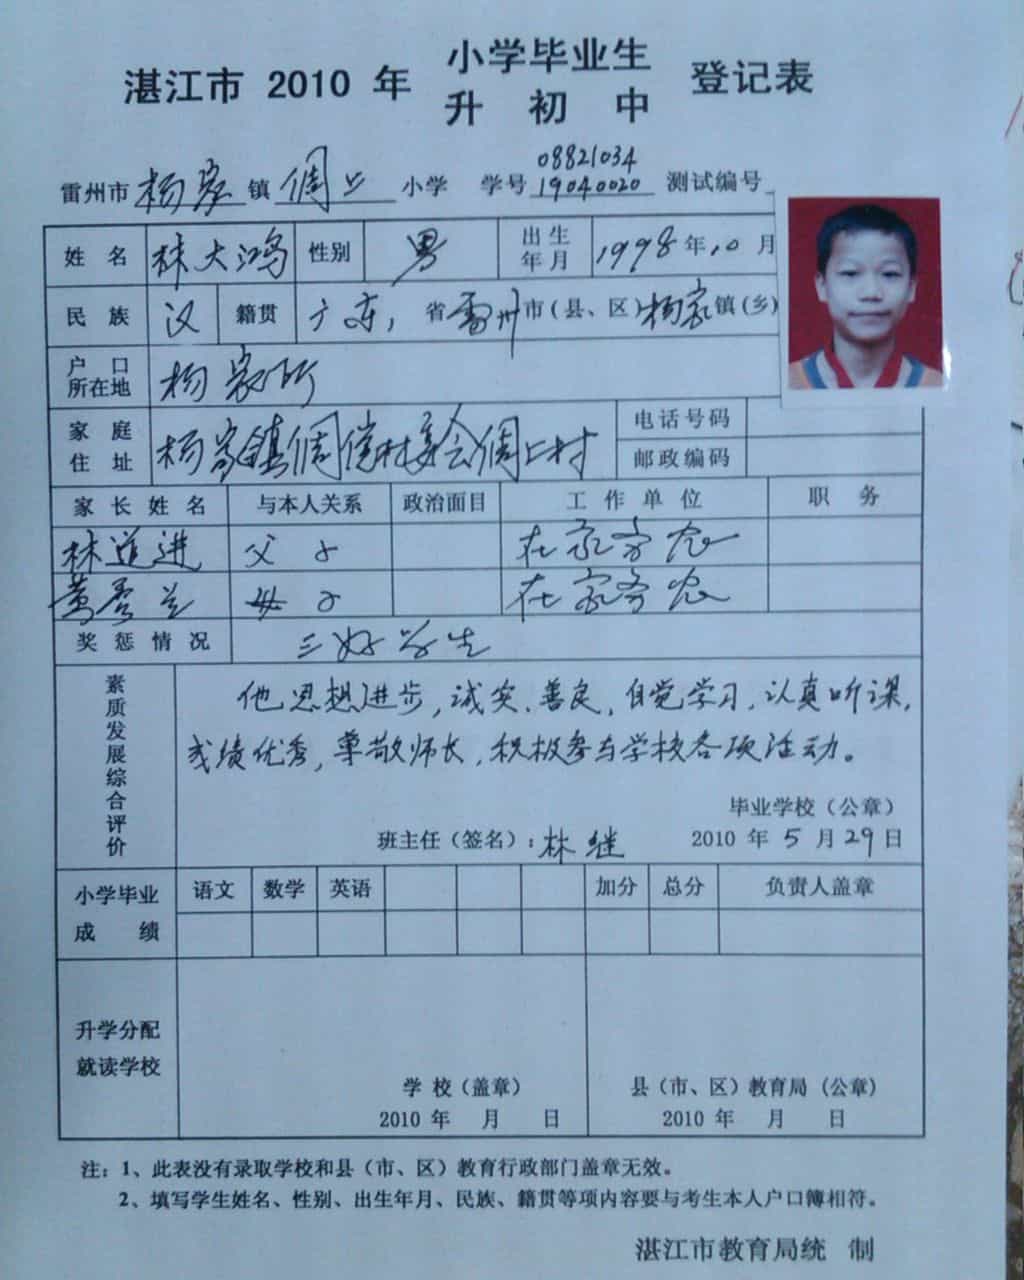 湛江市 2010 年 小学毕业生 登记表
升 初 中
08821034
雷州市 杨家 镇 倜上 小学 学号 19040020 测试编号
姓 名 林大鸿 性别 男 出生年月 1998 年 10 月
民 族 汉 籍贯 广东, 省 雷州 市(县、区) 杨家 镇(乡)
户 口
所在地 杨家所
家 庭 电话号码
住 址 杨家镇倜 村委会倜上村 邮政编码
家 长 姓 名 与本人关系 政治面目 工 作 单 位 职 务
林道进 父子 在家务农
黄秀兰 母子 在家务农
奖 惩 情 况 三好学生
素质发展综合评价
他思想进步,诚实、善良,自觉学习,认真听课,
成绩优秀,尊敬师长,积极参与学校各项活动。
毕业学校(公章)
班主任(签名): 林继 2010 年 5 月 29 日
小学毕业 语文 数学 英语 加分 总分 负责人盖章
成 绩
升学分配
就读学校
学 校(盖章) 县(市、区)教育局 (公章)
2010 年 月 日 2010 年 月 日
注: 1、此表没有录取学校和县(市、区)教育行政部门盖章无效。
2、填写学生姓名、性别、出生年月、民族、籍贯等项内容要与考生本人户口簿相符。
湛江市教育局统 制